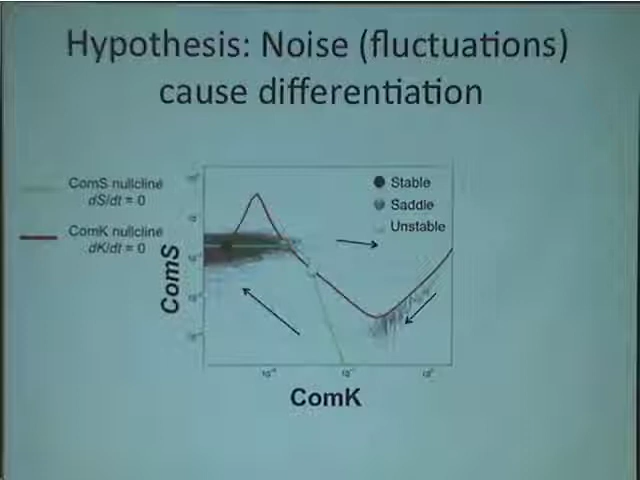 Hypothesis: Noise (fluctuations)
cause differentiation
ComS nullcline
dS/dt = 0
ComK nullcline
dK/dt = 0
Stable
Saddle
Unstable
ComS
ComK